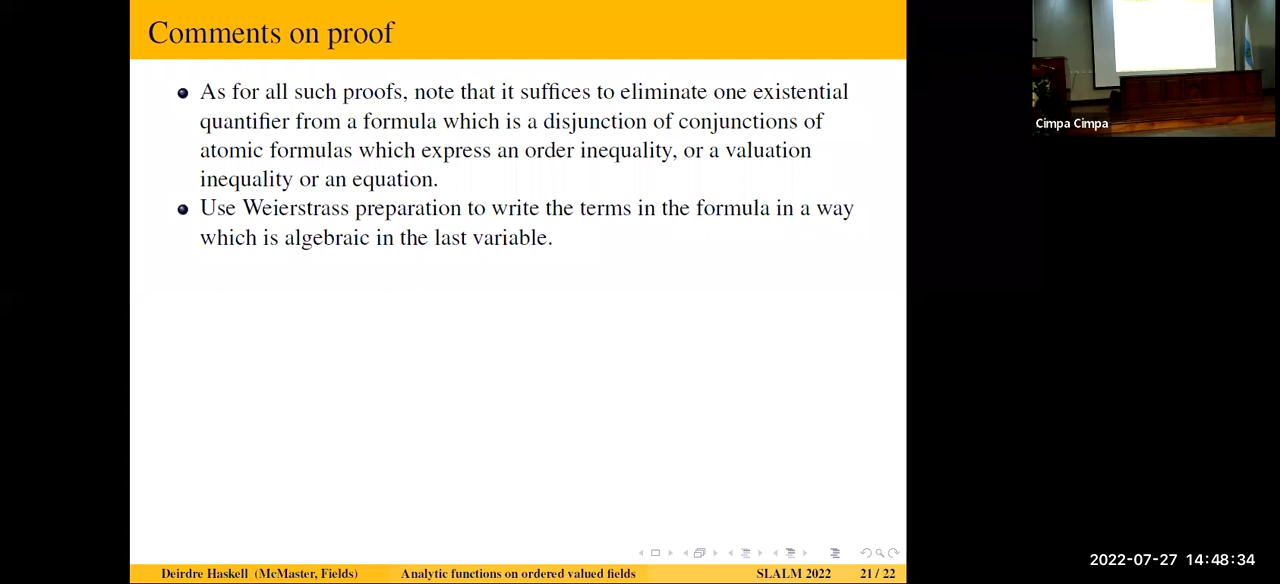 Comments on proof
As for all such proofs, note that it suffices to eliminate one existential
quantifier from a formula which is a disjunction of conjunctions of
atomic formulas which express an order inequality, or a valuation
inequality or an equation.
Use Weierstrass preparation to write the terms in the formula in a way
which is algebraic in the last variable.
Deirdre Haskell (McMaster, Fields) Analytic functions on ordered valued fields SLALM 2022 21 / 22
Cimpa Cimpa
2022-07-27 14:48:34